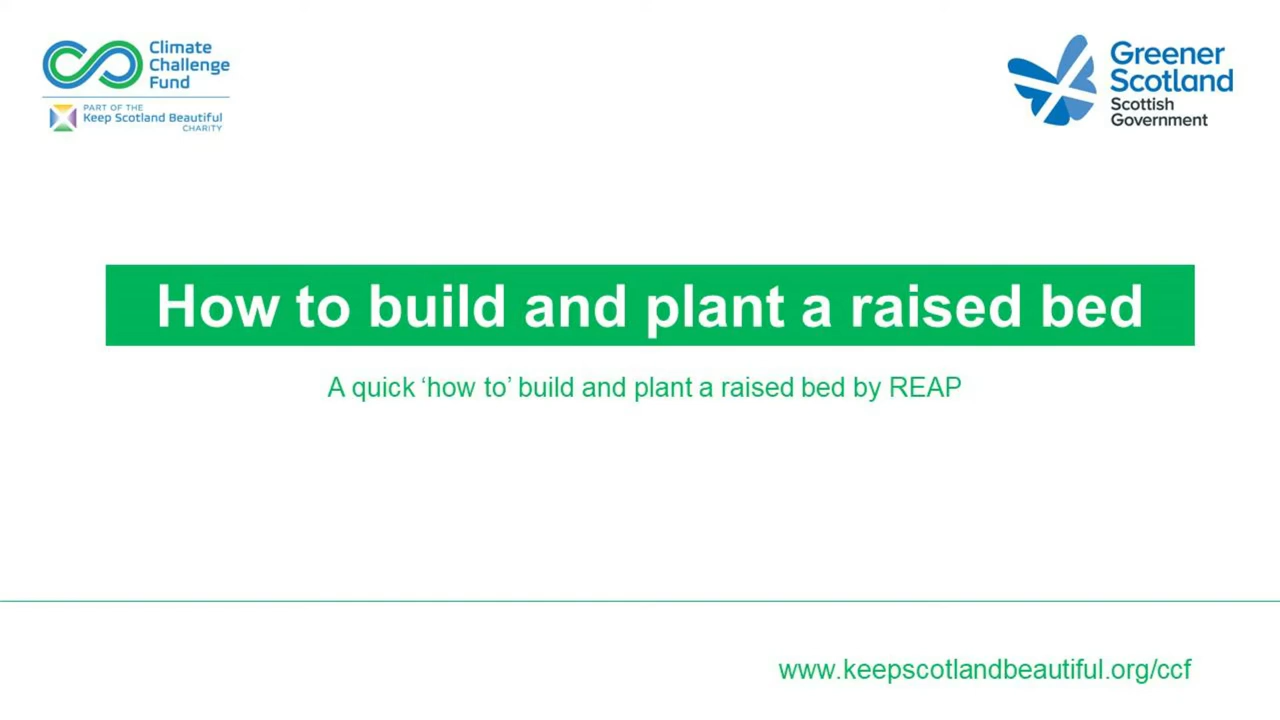 Climate
Challenge
Fund
PART OF THE
Keep Scotland Beautiful
CHARITY
Greener
Scotland
Scottish
Government
How to build and plant a raised bed
A quick ‘how to’ build and plant a raised bed by REAP
www.keepscotlandbeautiful.org/ccf